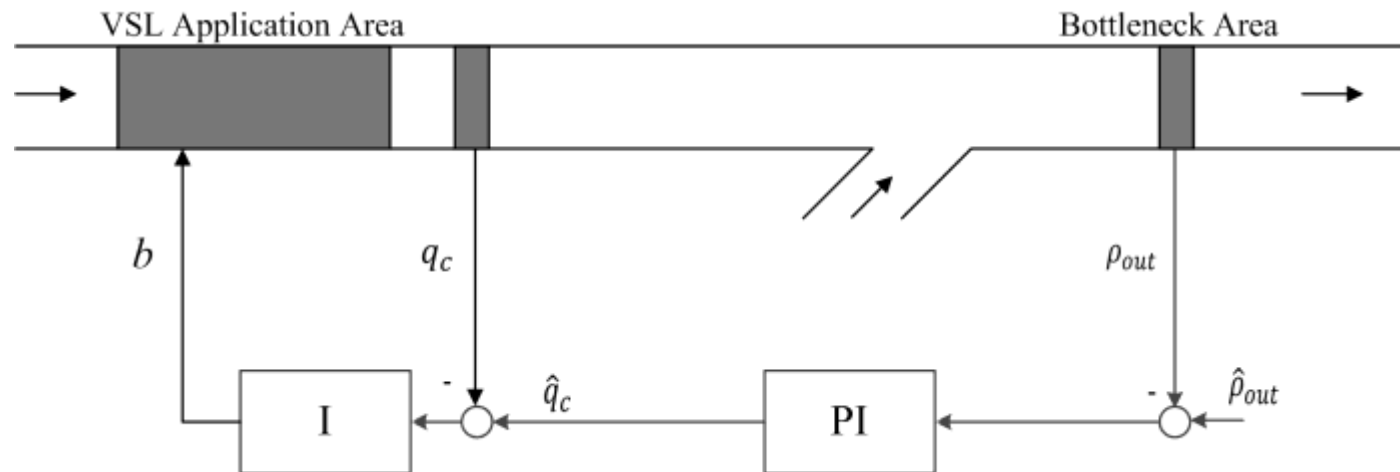 VSL Application Area
Bottleneck Area
b
q_c
ρ_out
-
q̂_c
-
ρ̂_out
I
PI